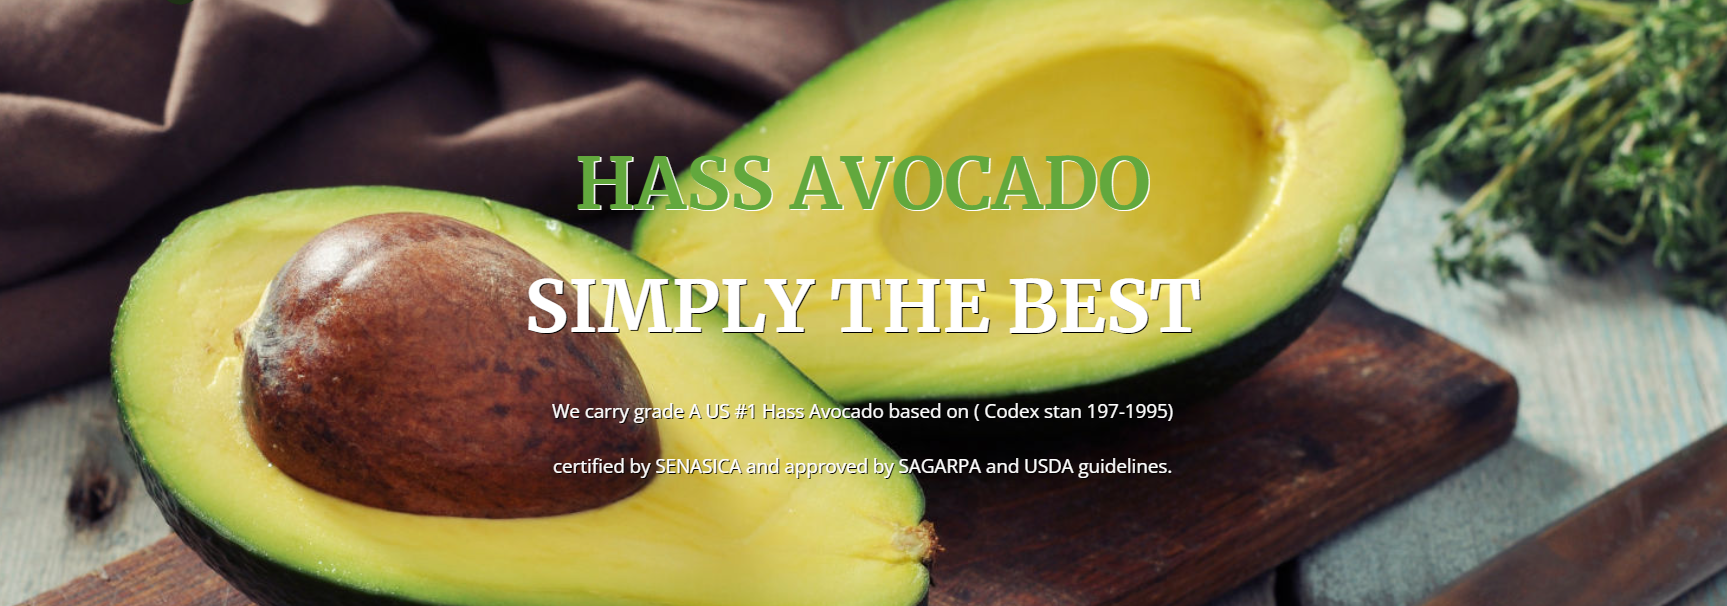 HASS AVOCADO
SIMPLY THE BEST
We carry grade A US #1 Hass Avocado based on ( Codex stan 197-1995)
certified by SENASICA and approved by SAGARPA and USDA guidelines.